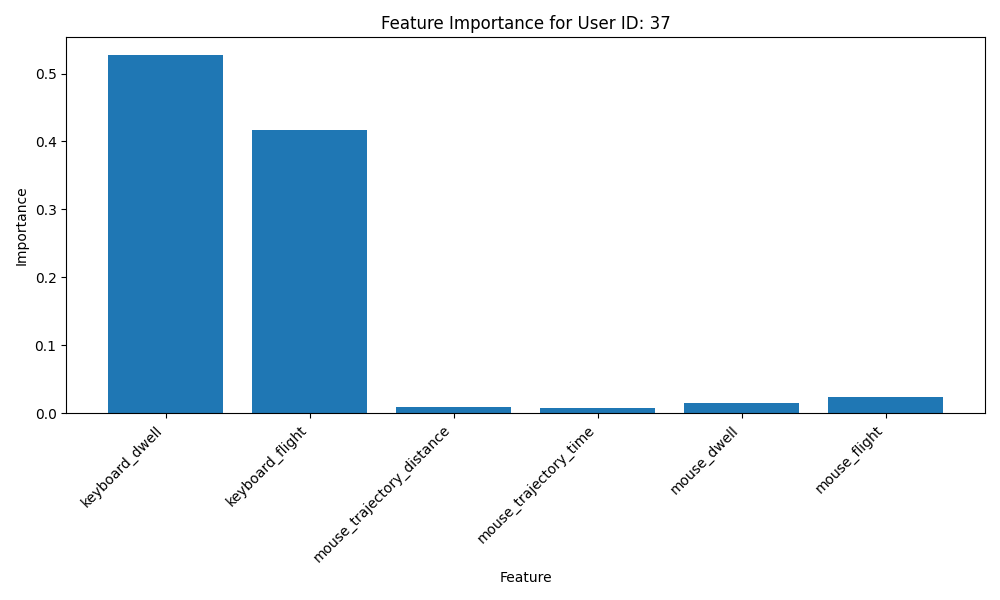 Feature Importance for User ID: 37
Importance
0.5
0.4
0.3
0.2
0.1
0.0
keyboard_dwell
keyboard_flight
mouse_trajectory_distance
mouse_trajectory_time
mouse_dwell
mouse_flight
Feature